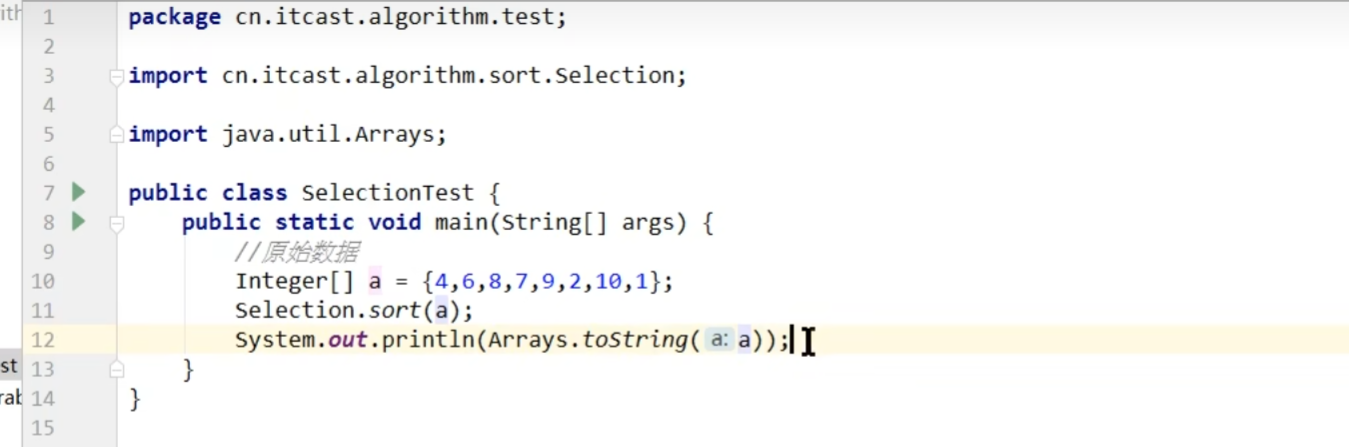 1 package cn.itcast.algorithm.test;
2
3 import cn.itcast.algorithm.sort.Selection;
4
5 import java.util.Arrays;
6
7 public class SelectionTest {
8 public static void main(String[] args) {
9 //原始数据
10 Integer[] a = {4,6,8,7,9,2,10,1};
11 Selection.sort(a);
12 System.out.println(Arrays.toString( a: a));
13 }
14 }
15